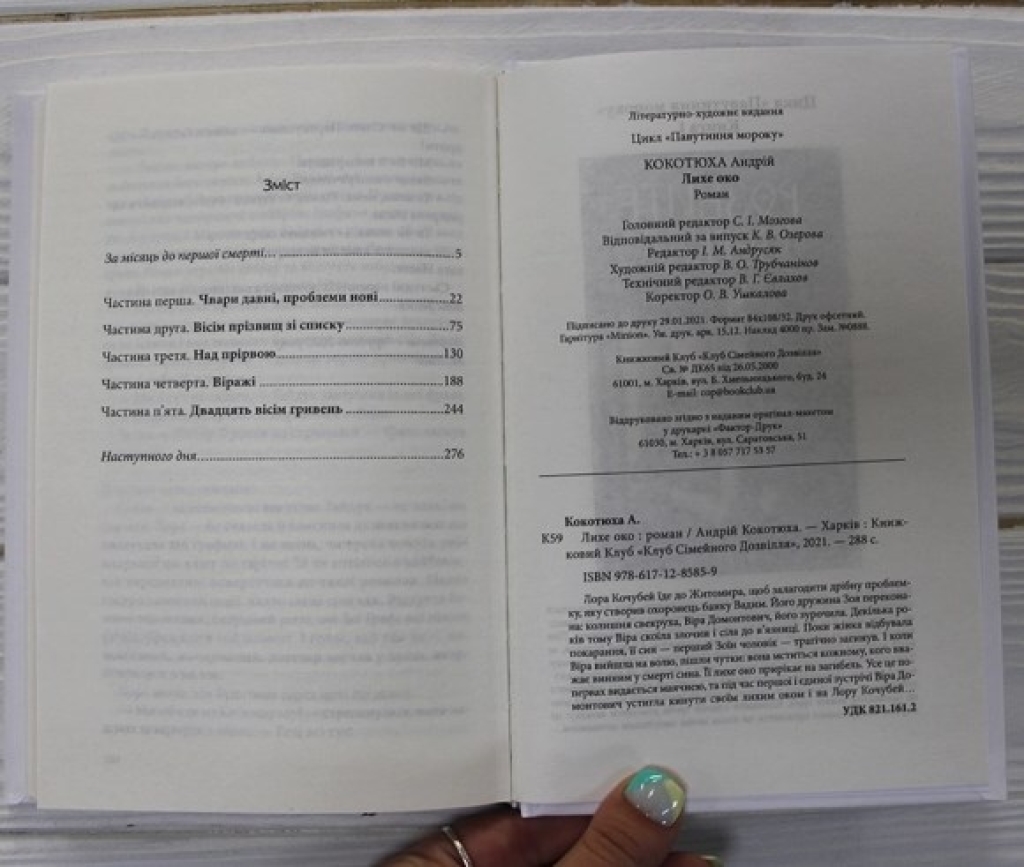 Зміст
За місяць до першої смерті... 5
Частина перша. Чвари давні, проблеми нові 22
Частина друга. Вісім прізвищ зі списку 75
Частина третя. Над прірвою 130
Частина четверта. Віражі 188
Частина п'ята. Двадцять вісім гривень 244
Наступного дня 276
Літературно-художнє видання
Цикл «Павутиння мороку»
КОКОТЮХА Андрій
Лихе око
Роман
Головний редактор С. І. Мозгова
Відповідальний за випуск К. В. Озерова
Редактор І. М. Андрусяк
Художній редактор В. О. Трубчанінов
Технічний редактор В. Г. Євлахов
Коректор О. В. Ушкалова
Підписано до друку 29.01.2021. Формат 84x108/32. Друк офсетний.
Гарнітура «Minion». Ум. друк. арк. 15,12. Наклад 4000 пр. Зам.
Книжковий Клуб «Клуб Сімейного Дозвілля»
Св. № ДК65 від 26.05.2000
61001, м. Харків, вул. Б. Хмельницького, буд. 24
E-mail: cop@bookclub.ua
Віддруковано згідно з наданим оригінал-макетом
у друкарні «Фактор-Друк»
61030, м. Харків, вул. Саратовська, 51
Тел.: + 3 8 057 717 53 57
Кокотюха А.
К59 Лихе око : роман / Андрій Кокотюха. — Харків : Книж-
ковий Клуб «Клуб Сімейного Дозвілля», 2021. — 288 с.
ISBN 978-617-12-8585-9
Лора Кочубей їде до Житомира, щоб залагодити дрібну проблем-
ку, яку створив охоронець банку Вадим. Його дружина Зоя перекона-
на: колишня свекруха, Віра Домонтович, його зурочила. Декілька ро-
ків тому Віра скоїла злочин і сіла до в'язниці. Поки жінка відбувала
покарання, її син — перший Зоїн чоловік — трагічно загинув. І коли
Віра вийшла на волю, пішли чутки: вона мститься кожному, кого вва-
жає винним у смерті сина. Її лихе око прирікає на загибель. Усе це по-
первах видається маячнею, та під час першої і єдиної зустрічі Віра До-
монтович устигла кинути своїм лихим оком і на Лору Кочубей...
УДК 821.161.2